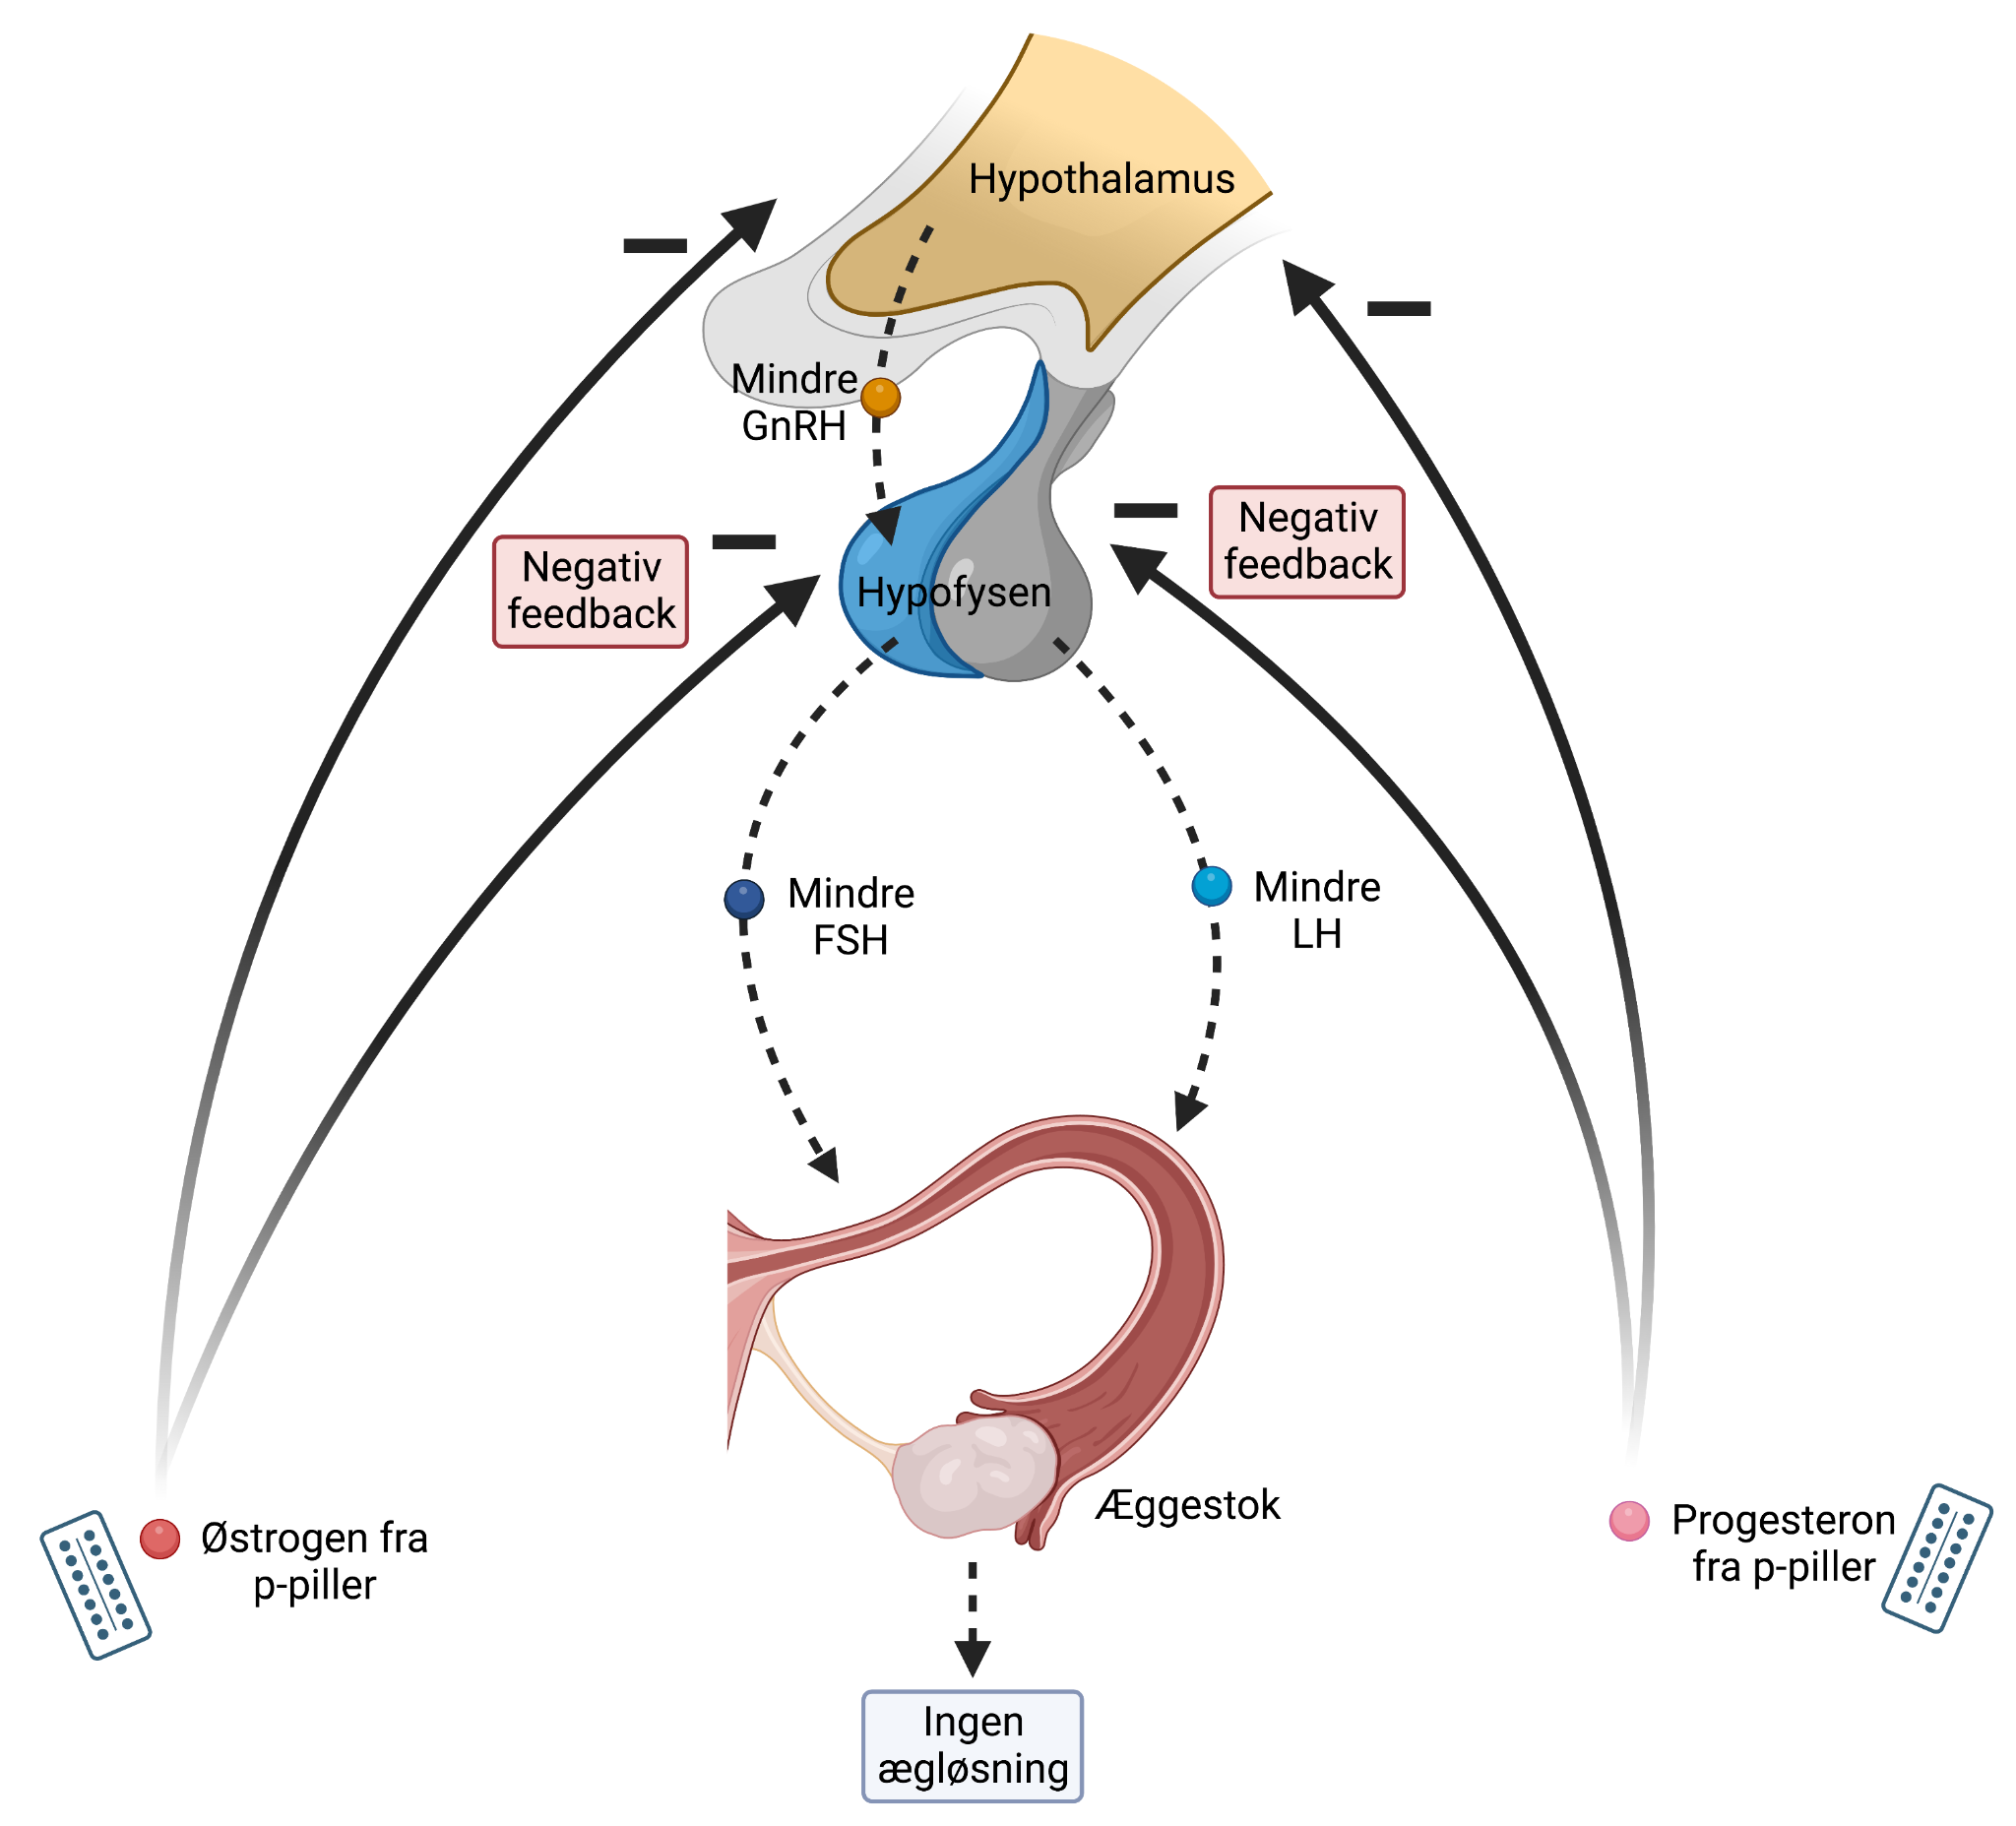 Hypothalamus
Mindre
GnRH
Negativ
feedback
Negativ
feedback
Hypofysen
Mindre
FSH
Mindre
LH
Æggestok
Østrogen fra
p-piller
Progesteron
fra p-piller
Ingen
ægløsning